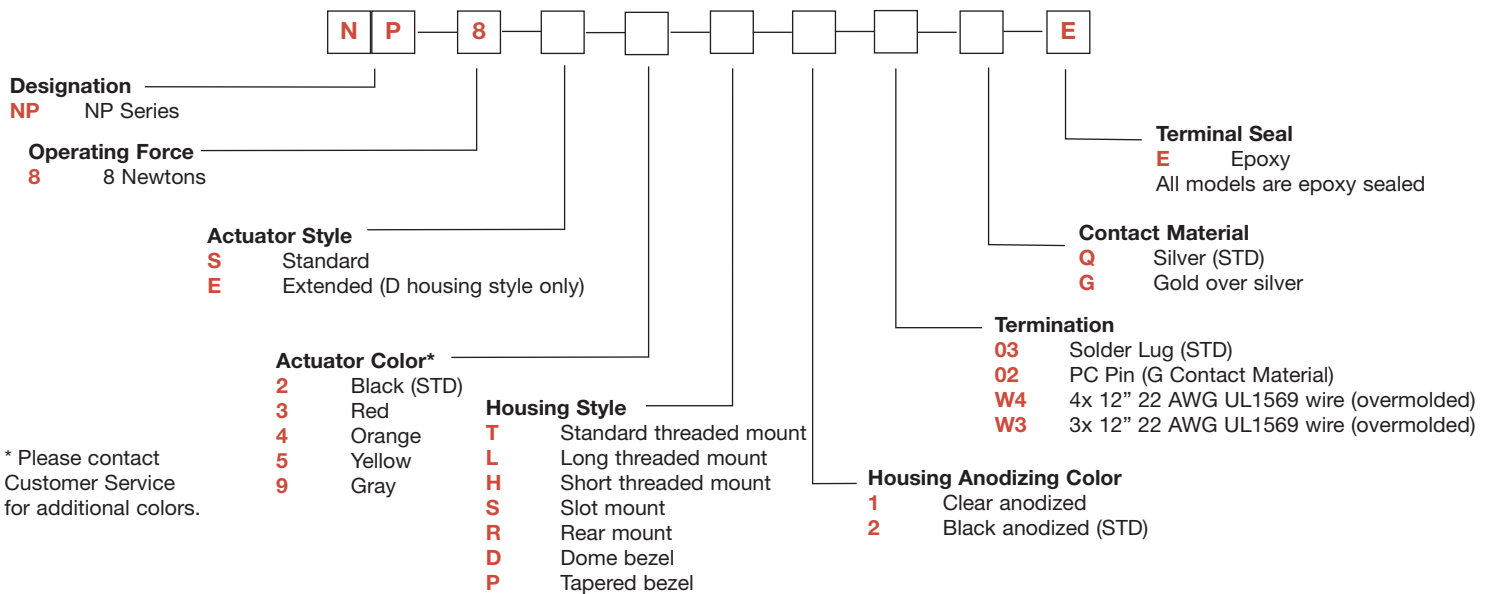 N P 8 E
Designation
NP NP Series
Operating Force
8 8 Newtons
Actuator Style
S Standard
E Extended (D housing style only)
Actuator Color*
2 Black (STD)
3 Red
4 Orange
5 Yellow
9 Gray
* Please contact
Customer Service
for additional colors.
Housing Style
T Standard threaded mount
L Long threaded mount
H Short threaded mount
S Slot mount
R Rear mount
D Dome bezel
P Tapered bezel
Housing Anodizing Color
1 Clear anodized
2 Black anodized (STD)
Termination
03 Solder Lug (STD)
02 PC Pin (G Contact Material)
W4 4x 12” 22 AWG UL1569 wire (overmolded)
W3 3x 12” 22 AWG UL1569 wire (overmolded)
Contact Material
Q Silver (STD)
G Gold over silver
Terminal Seal
E Epoxy
All models are epoxy sealed